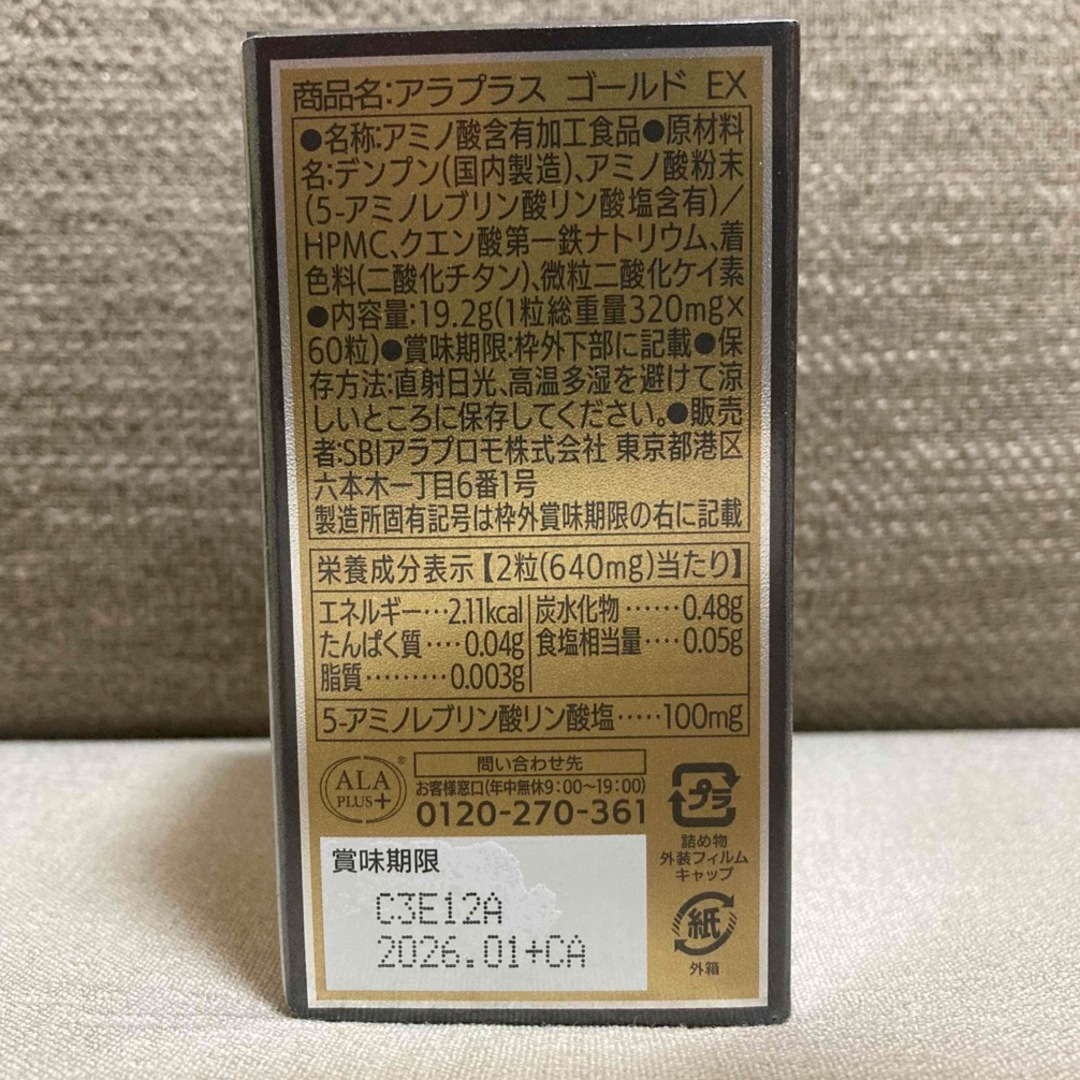 商品名:アラプラス ゴールド EX
●名称:アミノ酸含有加工食品●原材料
名:デンプン(国内製造)、アミノ酸粉末
(5-アミノレブリン酸リン酸塩含有)/
HPMC、クエン酸第一鉄ナトリウム、着
色料(二酸化チタン)、微粒二酸化ケイ素
●内容量:19.2g(1粒総重量320mg×
60粒)●賞味期限:枠外下部に記載●保
存方法:直射日光、高温多湿を避けて涼
しいところに保存してください。●販売
者:SBIアラプロモ株式会社 東京都港区
六本木一丁目6番1号
製造所固有記号は枠外賞味期限の右に記載
栄養成分表示【2粒(640mg)当たり】
エネルギー…2.11kcal 炭水化物……0.48g
たんぱく質……0.04g 食塩相当量……0.05g
脂質………0.003g
5-アミノレブリン酸リン酸塩……100mg
ALA PLUS+ ®
問い合わせ先
お客様窓口(年中無休9:00〜19:00)
0120-270-361
プラ
詰め物
外装フィルム
キャップ
紙
外箱
賞味期限
C3E12A
2026.01+CA